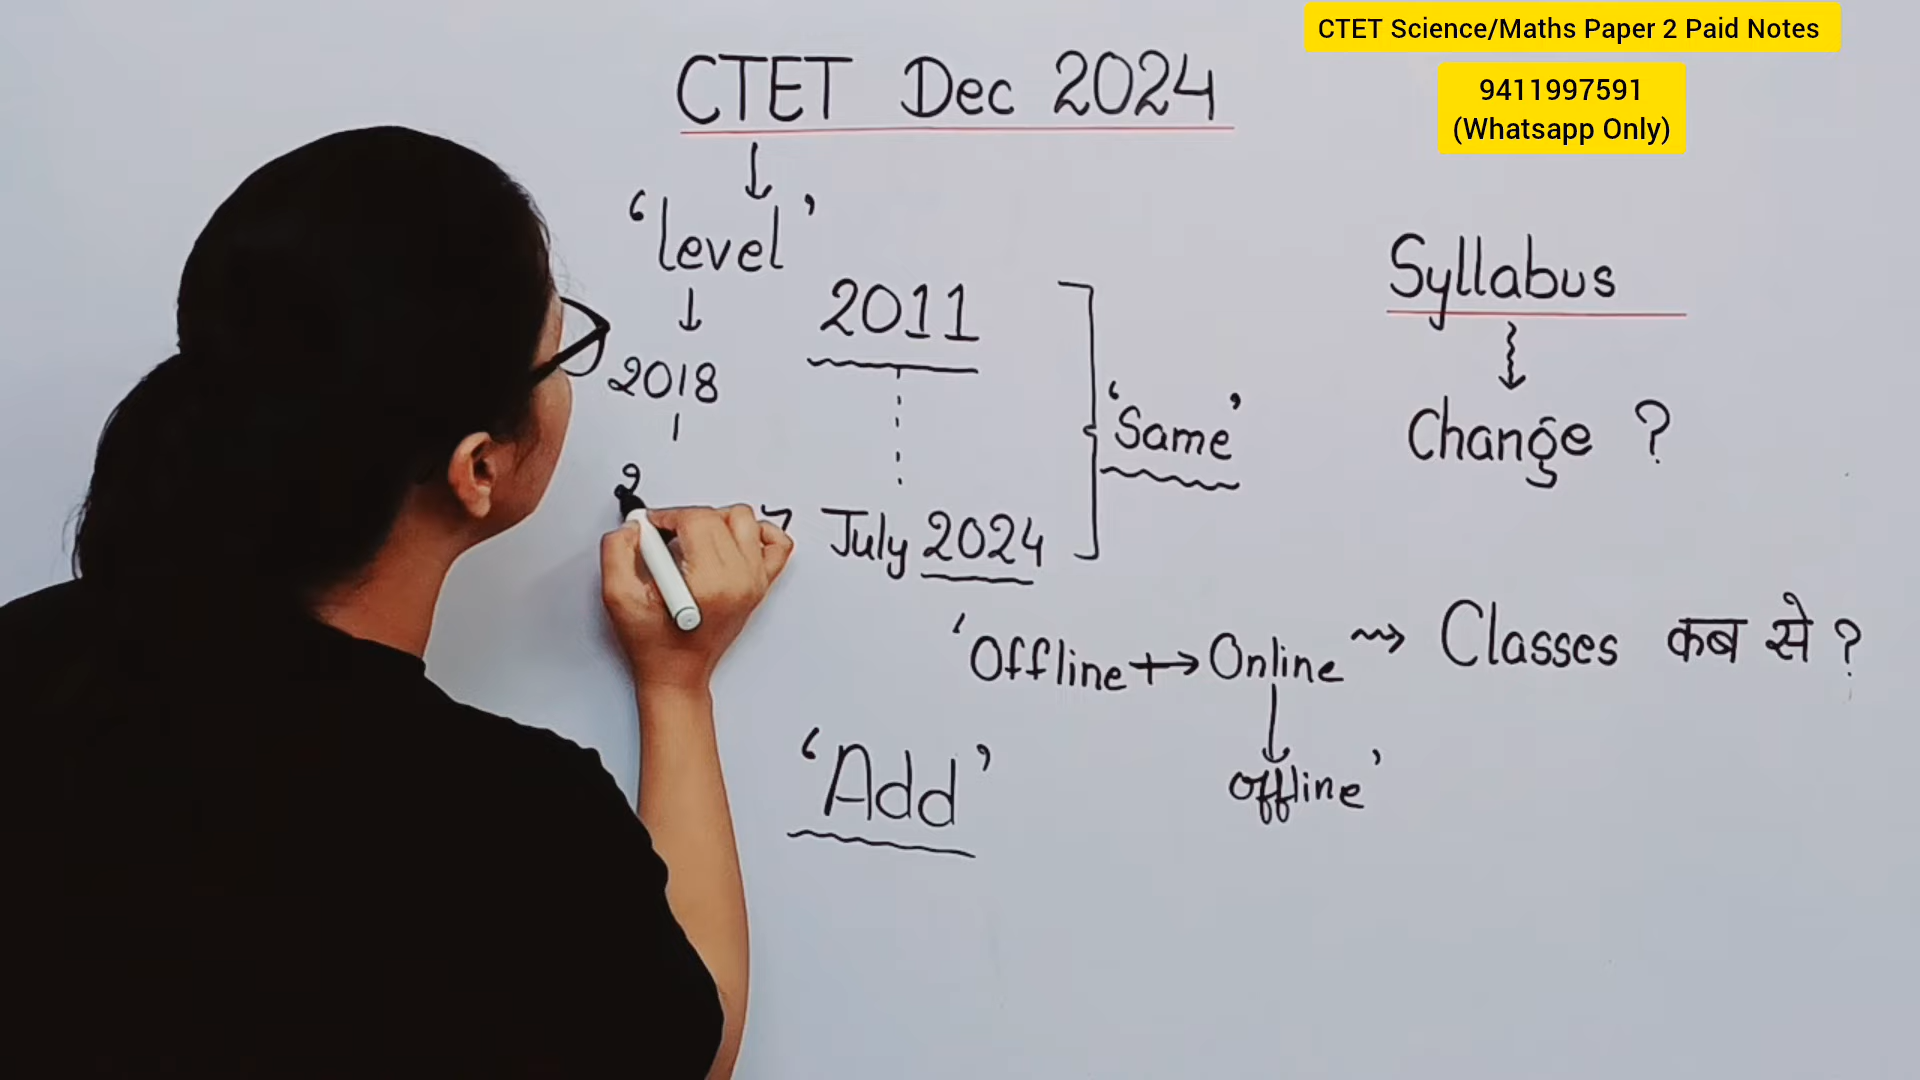 CTET Science/Maths Paper 2 Paid Notes
9411997591
(Whatsapp Only)
CTET Dec 2024
'level'
2011
2018
July 2024
'Same'
Syllabus
Change ?
'Offline → Online
offline'
Classes कब से ?
'Add'